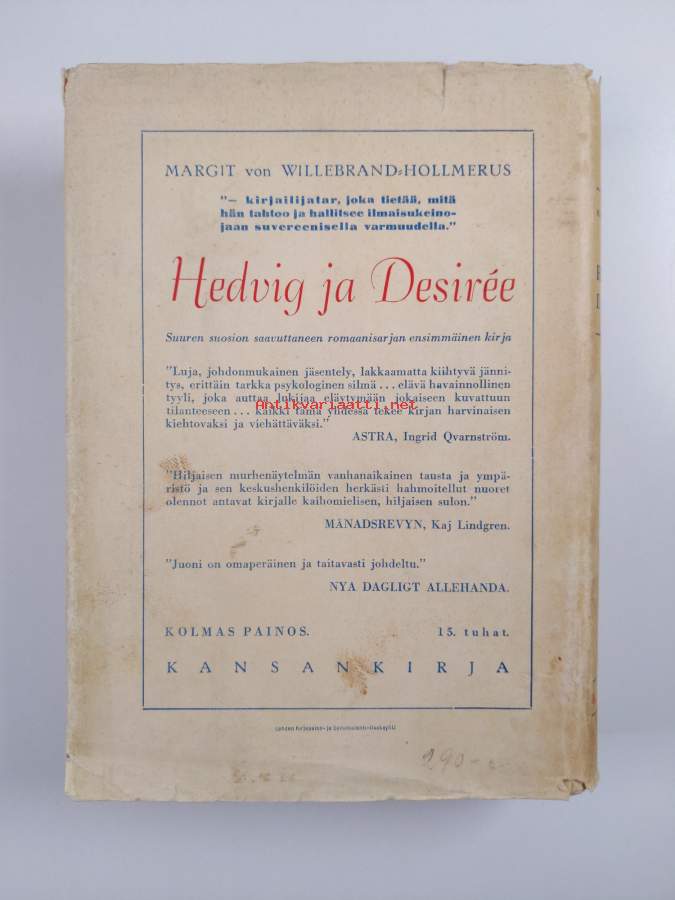 MARGIT von WILLEBRAND=HOLLMERUS
"— kirjailijatar, joka tietää, mitä
hän tahtoo ja hallitsee ilmaisukeino-
jaan suvereenisella varmuudella."
Hedvig ja Desirée
Suuren suosion saavuttaneen romaanisarjan ensimmäinen kirja
"Luja, johdonmukainen jäsentely, lakkaamatta kiihtyvä jänni-
tys, erittäin tarkka psykologinen silmä ... elävä havainnollinen
tyyli, joka auttaa lukijaa eläytymään jokaiseen kuvattuun
Antikvariaatti.net
tilanteeseen ... kaikki tämä yhdessä tekee kirjan harvinaisen
kiehtovaksi ja viehättäväksi."
ASTRA, Ingrid Qvarnström.
"Hiljaisen murhenäytelmän vanhanaikainen tausta ja ympä-
ristö ja sen keskushenkilöiden herkästi hahmoitellut nuoret
olennot antavat kirjalle kaihomielisen, hiljaisen sulon."
MÅNADSREVYN, Kaj Lindgren.
"Juoni on omaperäinen ja taitavasti johdeltu."
NYA DAGLIGT ALLEHANDA.
KOLMAS PAINOS. 15. tuhat.
KANSANKIRJA
290-